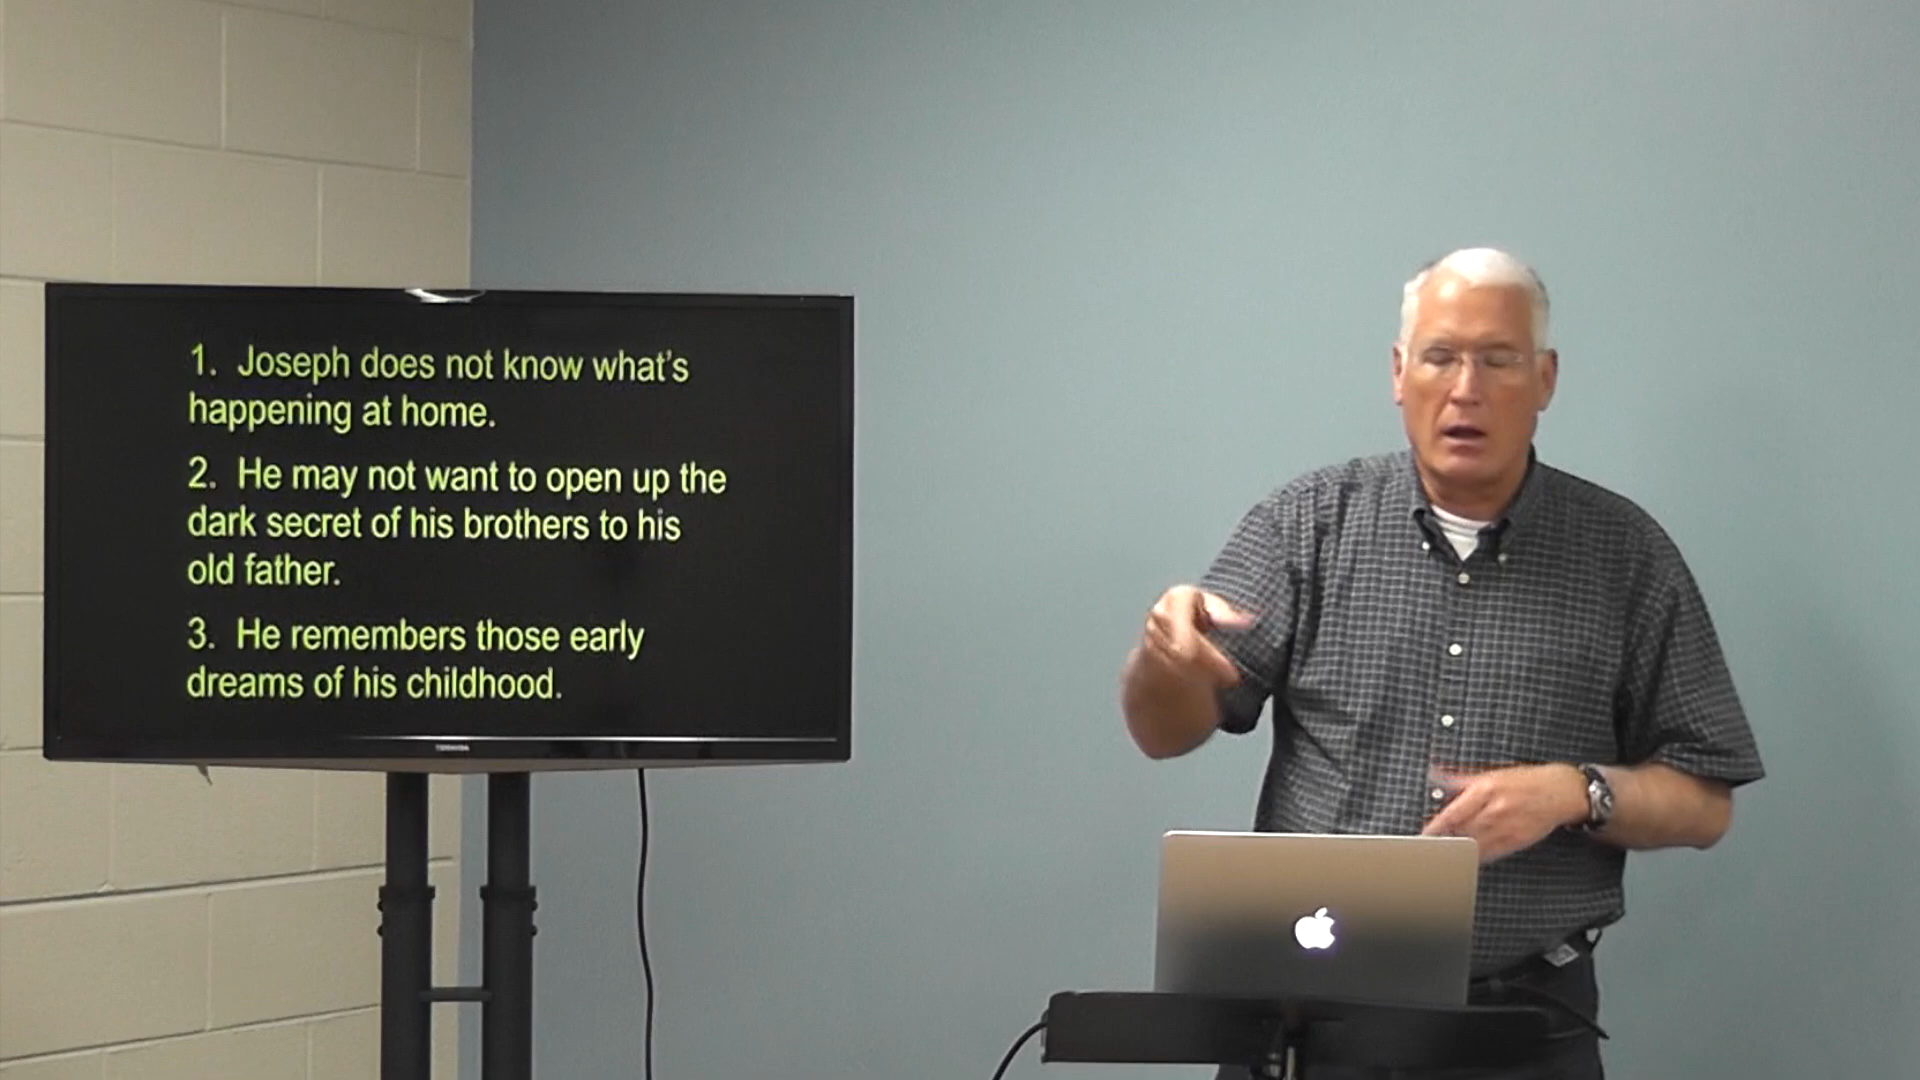 1. Joseph does not know what's
happening at home.
2. He may not want to open up the
dark secret of his brothers to his
old father.
3. He remembers those early
dreams of his childhood.
TOSHIBA